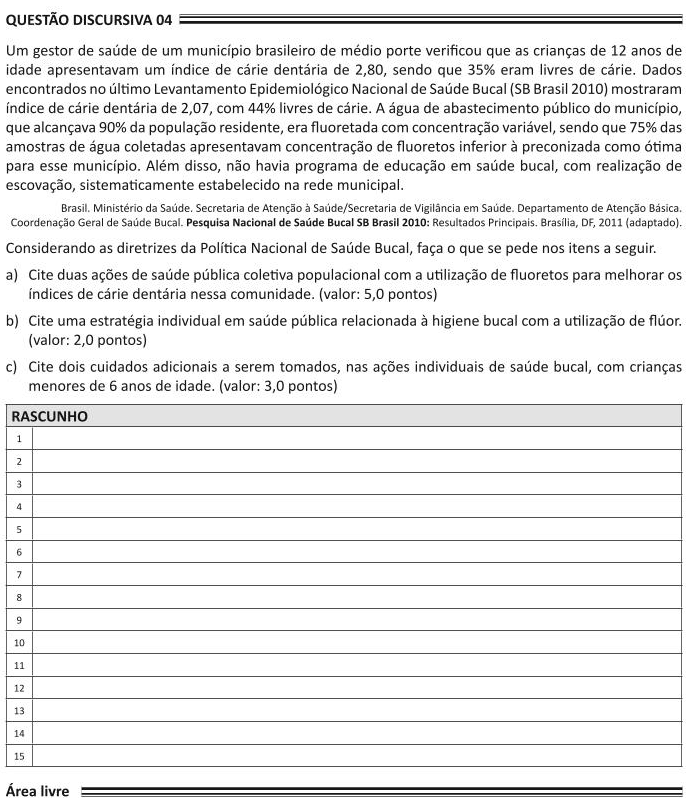 QUESTÃO DISCURSIVA 04
Um gestor de saúde de um município brasileiro de médio porte verificou que as crianças de 12 anos de
idade apresentavam um índice de cárie dentária de 2,80, sendo que 35% eram livres de cárie. Dados
encontrados no último Levantamento Epidemiológico Nacional de Saúde Bucal (SB Brasil 2010) mostraram
índice de cárie dentária de 2,07, com 44% livres de cárie. A água de abastecimento público do município,
que alcançava 90% da população residente, era fluoretada com concentração variável, sendo que 75% das
amostras de água coletadas apresentavam concentração de fluoretos inferior à preconizada como ótima
para esse município. Além disso, não havia programa de educação em saúde bucal, com realização de
escovação, sistematicamente estabelecido na rede municipal.
Brasil. Ministério da Saúde. Secretaria de Atenção à Saúde/Secretaria de Vigilância em Saúde. Departamento de Atenção Básica.
Coordenação Geral de Saúde Bucal. Pesquisa Nacional de Saúde Bucal SB Brasil 2010: Resultados Principais. Brasília, DF, 2011 (adaptado).
Considerando as diretrizes da Política Nacional de Saúde Bucal, faça o que se pede nos itens a seguir.
a) Cite duas ações de saúde pública coletiva populacional com a utilização de fluoretos para melhorar os
índices de cárie dentária nessa comunidade. (valor: 5,0 pontos)
b) Cite uma estratégia individual em saúde pública relacionada à higiene bucal com a utilização de flúor.
(valor: 2,0 pontos)
c) Cite dois cuidados adicionais a serem tomados, nas ações individuais de saúde bucal, com crianças
menores de 6 anos de idade. (valor: 3,0 pontos)
RASCUNHO
1
2
3
4
5
6
7
8
9
10
11
12
13
14
15
Área livre